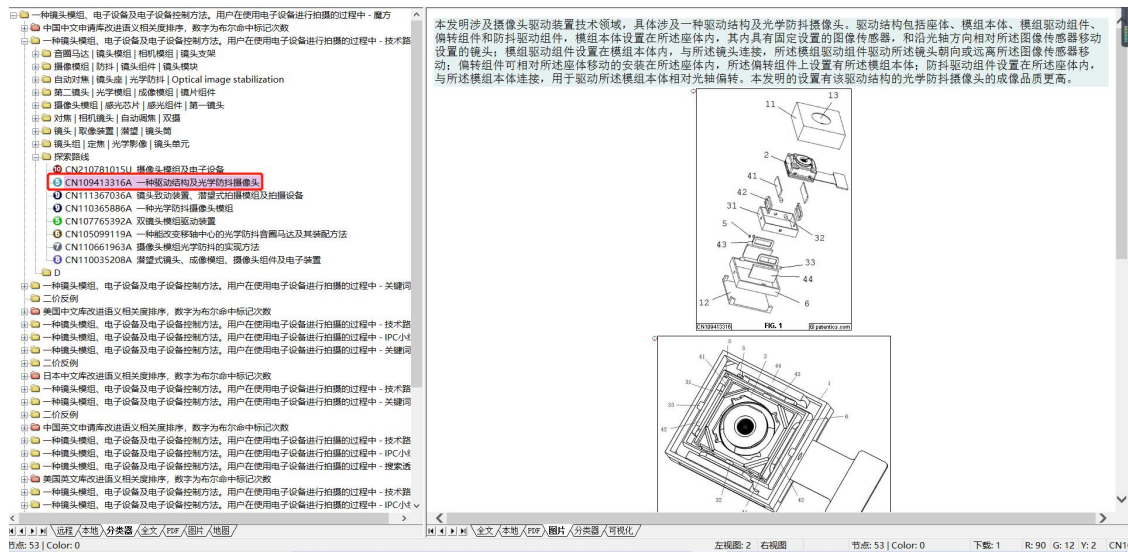 一种镜头模组、电子设备及电子设备控制方法。用户在使用电子设备进行拍摄的过程中 - 魔方
中国中文申请库改进语义相关度排序，数字为布尔命中标记次数
一种镜头模组、电子设备及电子设备控制方法。用户在使用电子设备进行拍摄的过程中 - 技术路
音圈马达 | 镜头模组 | 相机模组 | 镜头支架
摄像模组 | 防抖 | 镜头组件 | 镜头模块
自动对焦 | 镜头座 | 光学防抖 | Optical image stabilization
第二镜头 | 光学模组 | 成像模组 | 镜片组件
摄像头模组 | 感光芯片 | 感光组件 | 第一镜头
对焦 | 相机镜头 | 自动调焦 | 双摄
镜头 | 取像装置 | 潜望 | 镜头筒
镜头组 | 定焦 | 光学影像 | 镜头单元
探索路线
CN210781015U 摄像头模组及电子设备
CN109413316A 一种驱动结构及光学防抖摄像头
CN111367036A 镜头致动装置、潜望式拍摄模组及拍摄设备
CN110365886A 一种光学防抖摄像头模组
CN107765392A 双镜头模组驱动装置
CN105099119A 一种能改变移轴中心的光学防抖音圈马达及其装配方法
CN110661963A 摄像头模组光学防抖的实现方法
CN110035208A 潜望式镜头、成像模组、摄像头组件及电子装置
D
一种镜头模组、电子设备及电子设备控制方法。用户在使用电子设备进行拍摄的过程中 - 关键词
二价反例
美国中文库改进语义相关度排序，数字为布尔命中标记次数
一种镜头模组、电子设备及电子设备控制方法。用户在使用电子设备进行拍摄的过程中 - 技术路
一种镜头模组、电子设备及电子设备控制方法。用户在使用电子设备进行拍摄的过程中 - IPC小组
一种镜头模组、电子设备及电子设备控制方法。用户在使用电子设备进行拍摄的过程中 - 关键词
二价反例
日本中文库改进语义相关度排序，数字为布尔命中标记次数
一种镜头模组、电子设备及电子设备控制方法。用户在使用电子设备进行拍摄的过程中 - 技术路
一种镜头模组、电子设备及电子设备控制方法。用户在使用电子设备进行拍摄的过程中 - 关键词
二价反例
中国英文申请库改进语义相关度排序，数字为布尔命中标记次数
一种镜头模组、电子设备及电子设备控制方法。用户在使用电子设备进行拍摄的过程中 - 技术路
一种镜头模组、电子设备及电子设备控制方法。用户在使用电子设备进行拍摄的过程中 - IPC小组
一种镜头模组、电子设备及电子设备控制方法。用户在使用电子设备进行拍摄的过程中 - 搜索透
美国英文库改进语义相关度排序，数字为布尔命中标记次数
一种镜头模组、电子设备及电子设备控制方法。用户在使用电子设备进行拍摄的过程中 - 技术路
一种镜头模组、电子设备及电子设备控制方法。用户在使用电子设备进行拍摄的过程中 - IPC小组
远程 本地 分类器 全文 PDF 图片 地图
本发明涉及摄像头驱动装置技术领域，具体涉及一种驱动结构及光学防抖摄像头。驱动结构包括座体、模组本体、模组驱动组件、
偏转组件和防抖驱动组件，模组本体设置在所述座体内，其内具有固定设置的图像传感器，和沿光轴方向相对所述图像传感器移动
设置的镜头；模组驱动组件设置在模组本体内，与所述镜头连接，所述模组驱动组件驱动所述镜头朝向或远离所述图像传感器移
动；偏转组件可相对所述座体移动的安装在所述座体内，所述偏转组件上设置有所述模组本体；防抖驱动组件设置在所述座体内，
与所述模组本体连接，用于驱动所述模组本体相对光轴偏转。本发明的设置有该驱动结构的光学防抖摄像头的成像品质更高。
13
11
2
41
42
31
5
32
43
33
44
12
6
CN109413316 FIG. 1 @ patentics.com
3
5
41
2
44
43
1
31
33
6
42
32
42
全文 本地 PDF 图片 分类器 可视化
节点: 53 | Color: 0
左视图: 2 右视图
节点: 53 | Color: 0
下载: 1
R: 90 G: 12 Y: 2